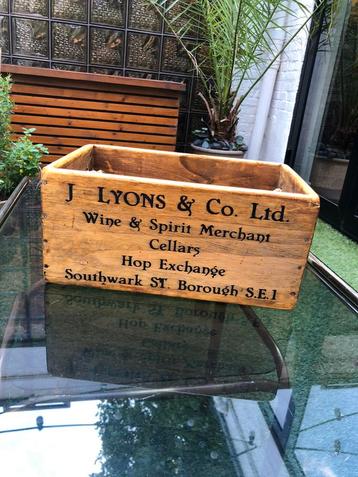 J LYONS & CO. LTD.
Wine & Spirit Merchant
Cellars
Hop Exchange
Southwark ST. Borough S.E.1